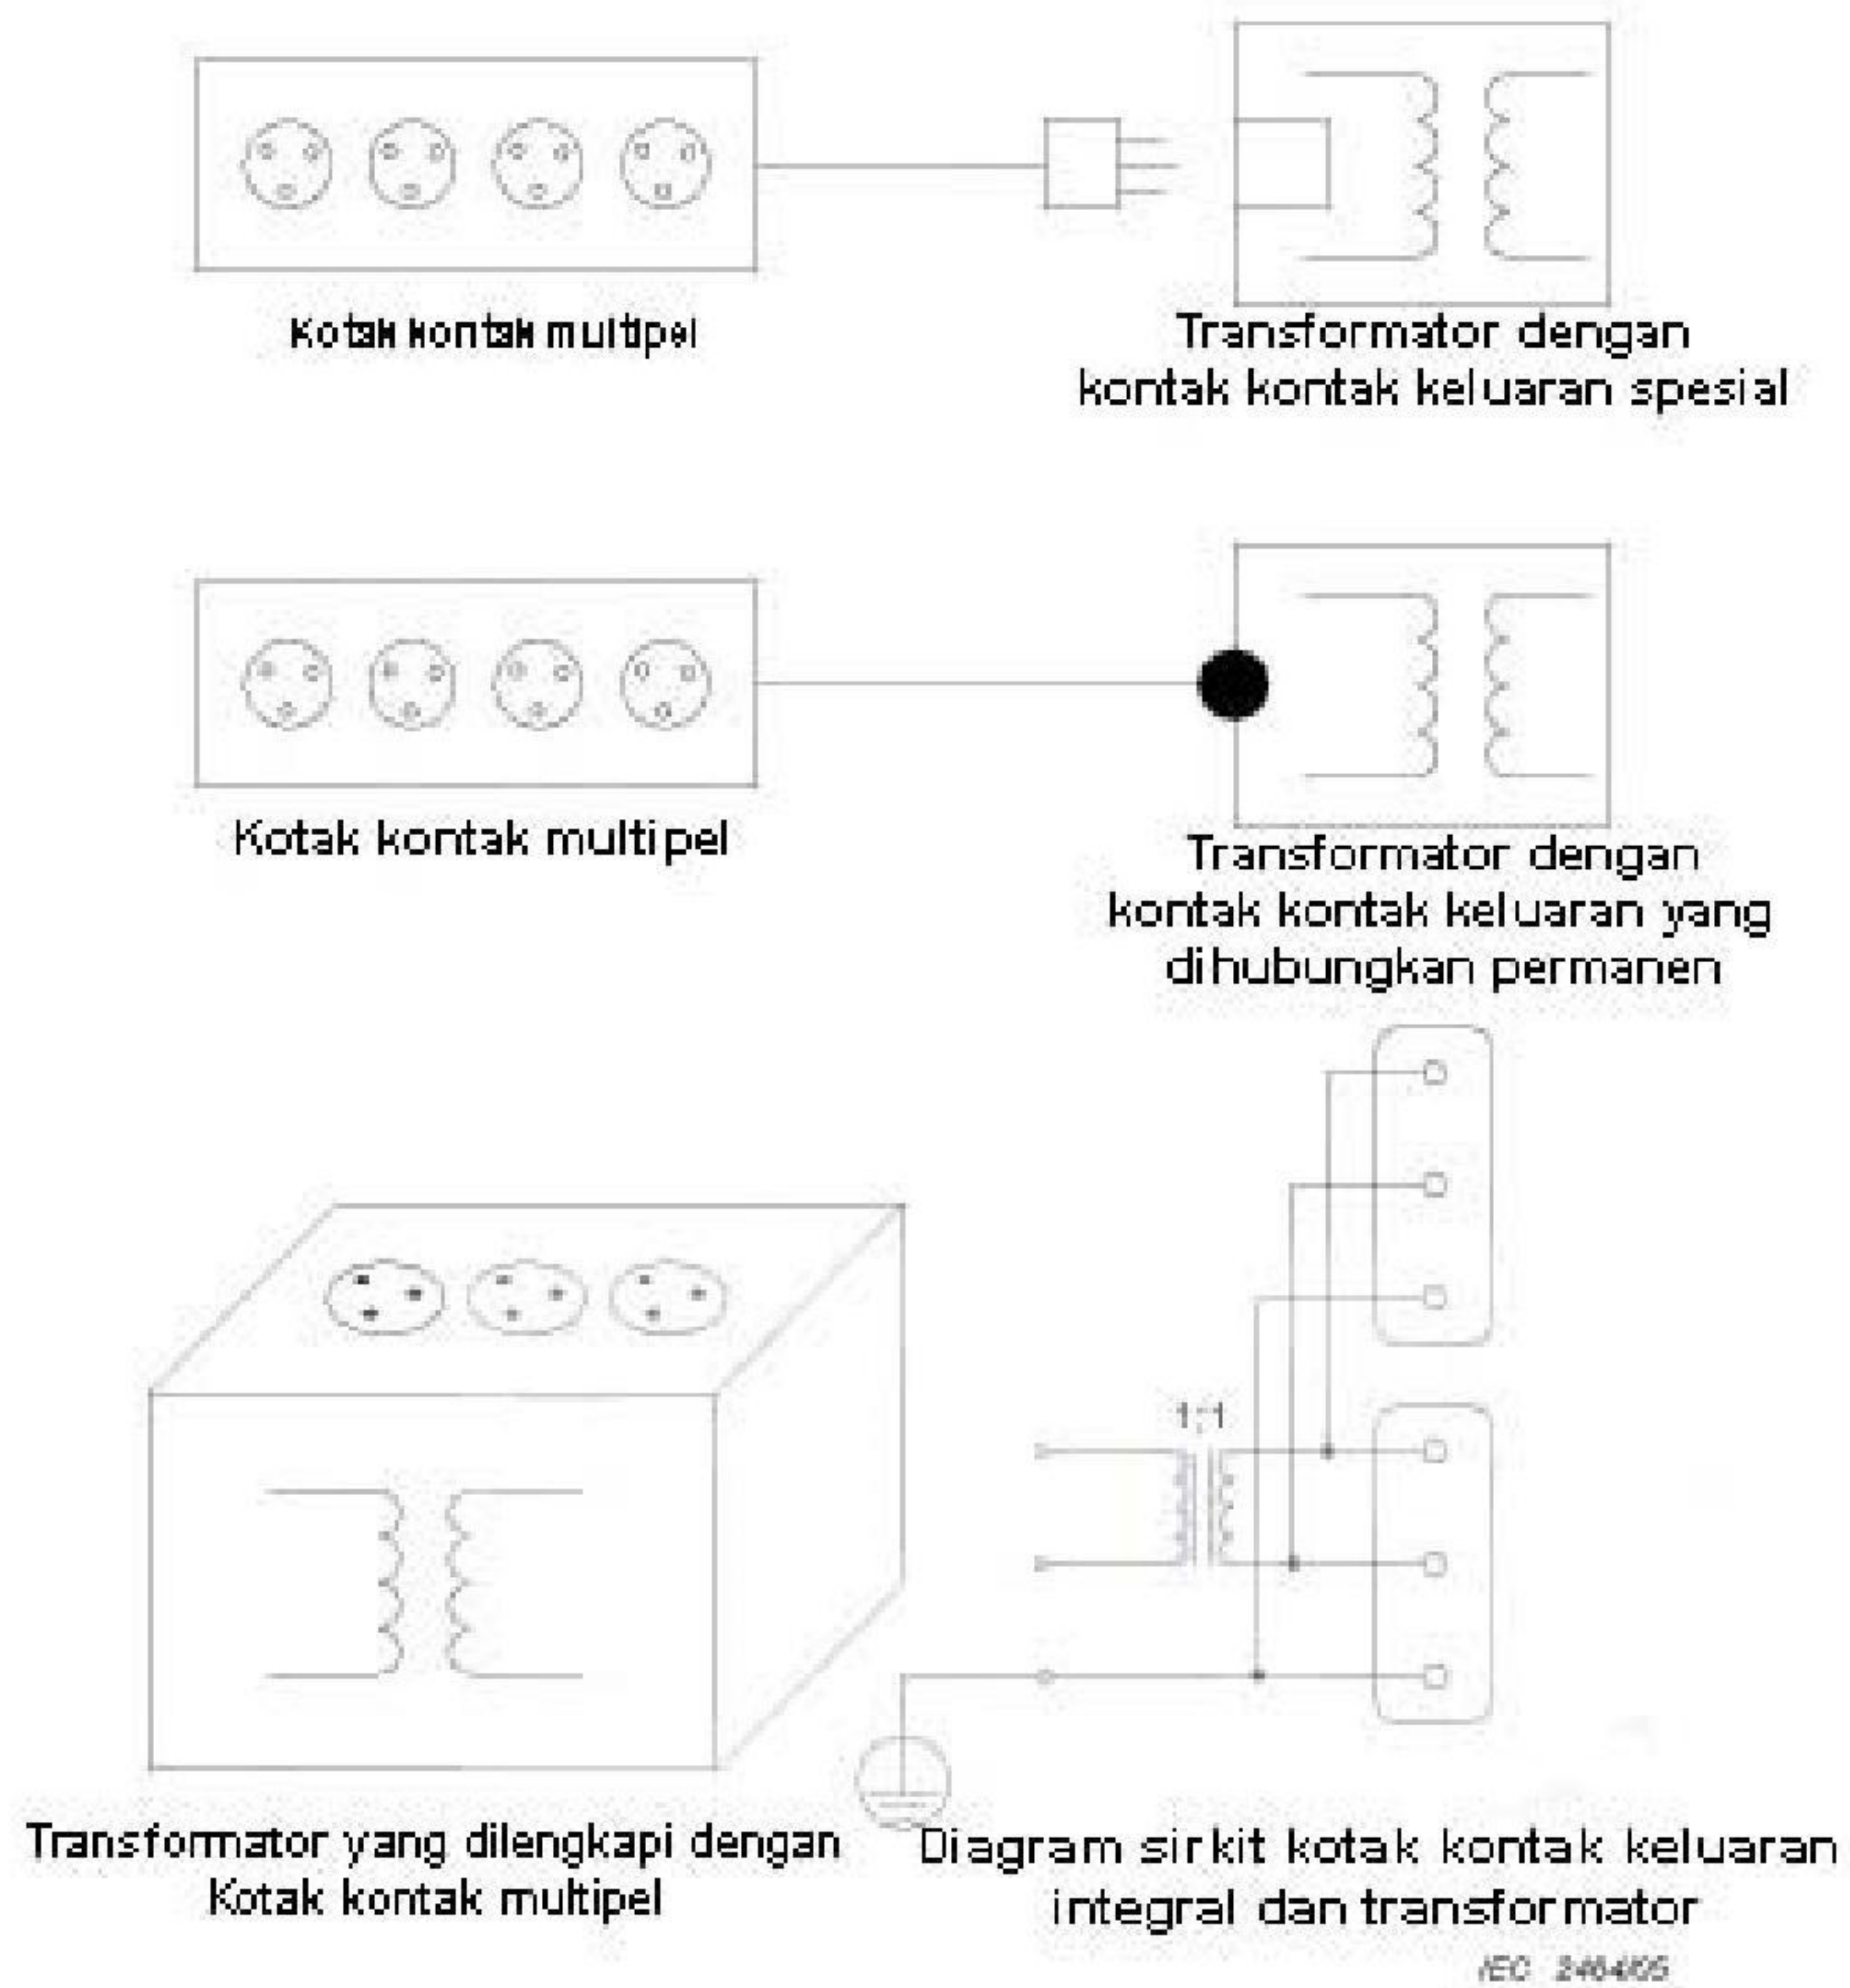 Kotak kontak multipel
Transformator dengan
kontak kontak keluaran spesial
Kotak kontak multipel
Transformator dengan
kontak kontak keluaran yang
dihubungkan permanen
1:1
Transformator yang dilengkapi dengan
Kotak kontak multipel
Diagram sirkit kotak kontak keluaran
integral dan transformator
IEC